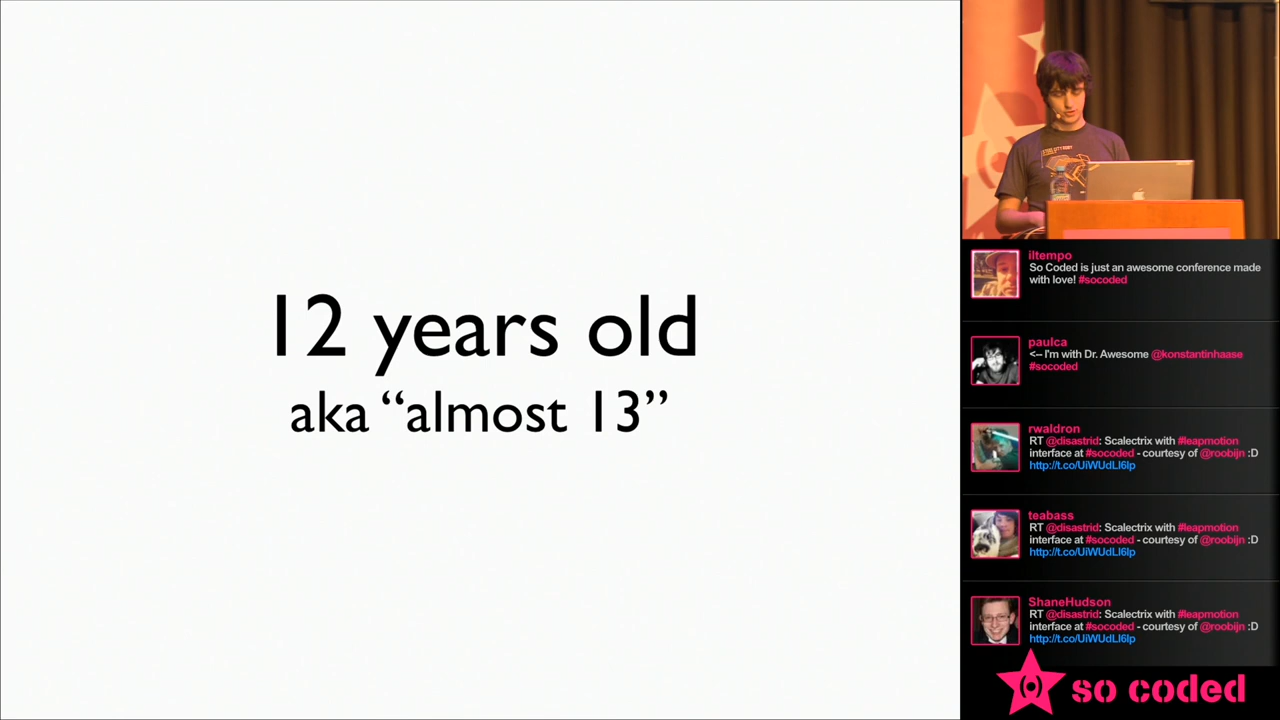 12 years old
aka “almost 13”
iltempo
So Coded is just an awesome conference made
with love! #socoded
paulca
<-- I'm with Dr. Awesome @konstantinhaase
#socoded
rwaldron
RT @disastrid: Scalectrix with #leapmotion
interface at #socoded - courtesy of @roobijn :D
http://t.co/UiWUdLl6lp
teabass
RT @disastrid: Scalectrix with #leapmotion
interface at #socoded - courtesy of @roobijn :D
http://t.co/UiWUdLl6lp
ShaneHudson
RT @disastrid: Scalectrix with #leapmotion
interface at #socoded - courtesy of @roobijn :D
http://t.co/UiWUdLl6lp
so coded